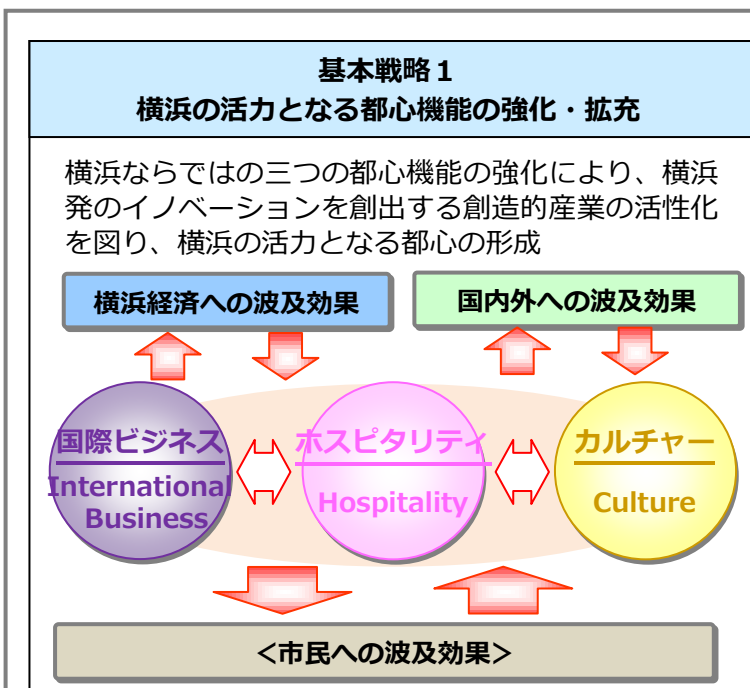 基本戦略１
横浜の活力となる都心機能の強化・拡充
横浜ならではの三つの都心機能の強化により、横浜
発のイノベーションを創出する創造的産業の活性化
を図り、横浜の活力となる都心の形成
横浜経済への波及効果
国内外への波及効果
国際ビジネス
International
Business
ホスピタリティ
Hospitality
カルチャー
Culture
＜市民への波及効果＞